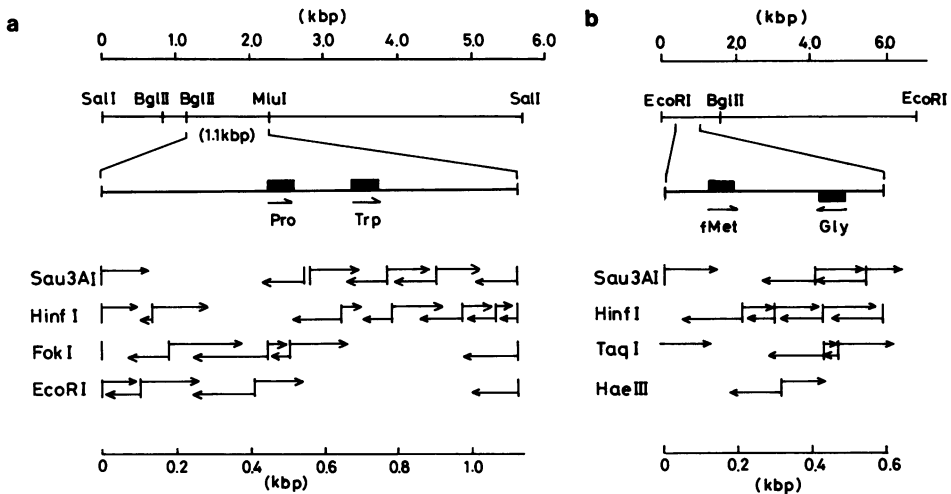 a
(kbp)
0 1.0 2.0 3.0 4.0 5.0 6.0
SalI BglII BglII MluI SalI
(1.1kbp)
Pro Trp
Sau3AI
Hinf I
FokI
EcoRI
0 0.2 0.4 0.6 0.8 1.0
(kbp)
b
(kbp)
0 2.0 4.0 6.0
EcoRI BglII EcoRI
fMet Gly
Sau3AI
HinfI
TaqI
HaeIII
0 0.2 0.4 0.6
(kbp)